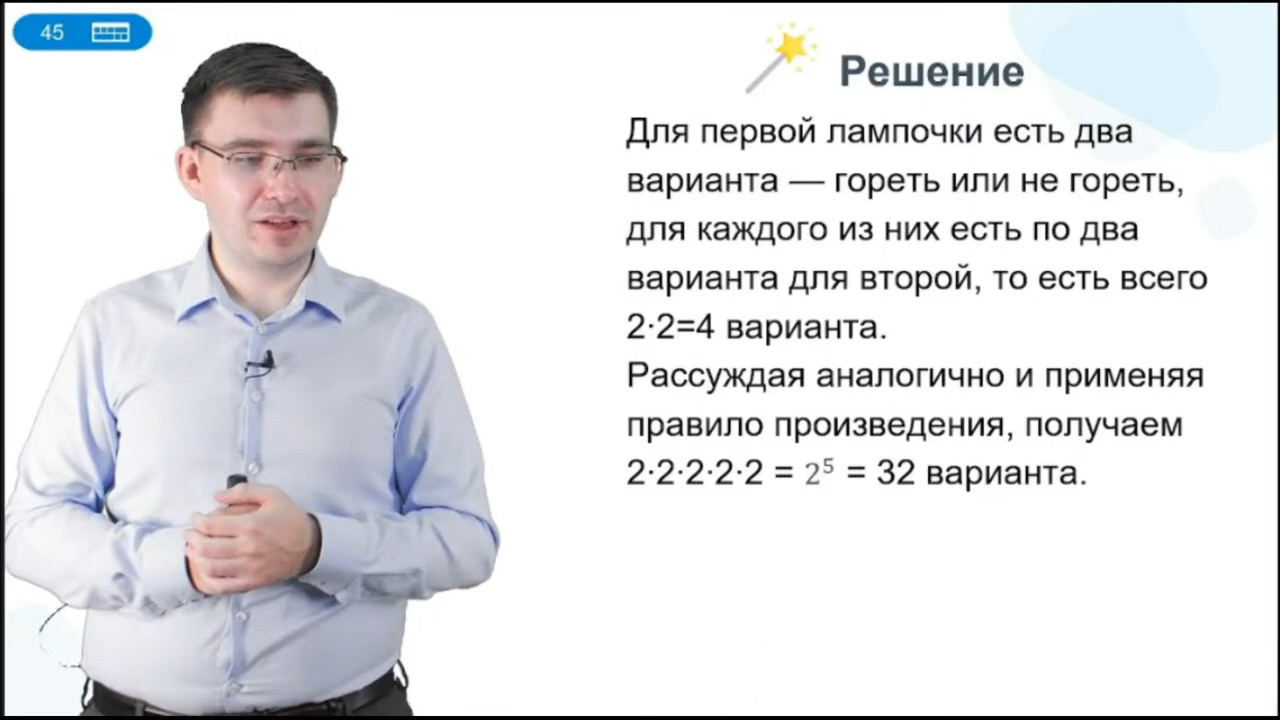 45
Решение
Для первой лампочки есть два
варианта — гореть или не гореть,
для каждого из них есть по два
варианта для второй, то есть всего
2·2=4 варианта.
Рассуждая аналогично и применяя
правило произведения, получаем
2·2·2·2·2 = 2⁵ = 32 варианта.